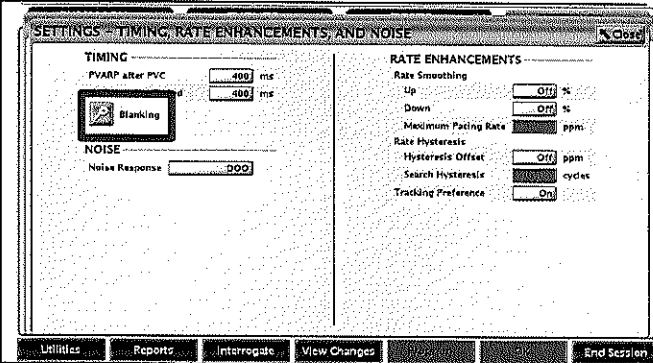 SETTINGS - TIMING, RATE ENHANCEMENTS, AND NOISE
Close
TIMING
PVARP after PVC 400 ms
400 ms
Blanking
NOISE
Noise Response DOO
RATE ENHANCEMENTS
Rate Smoothing
Up Off %
Down Off %
Maximum Pacing Rate ppm
Rate Hysteresis
Hysteresis Offset Off ppm
Search Hysteresis cycles
Tracking Preference On
Utilities Reports Interrogate View Changes End Session